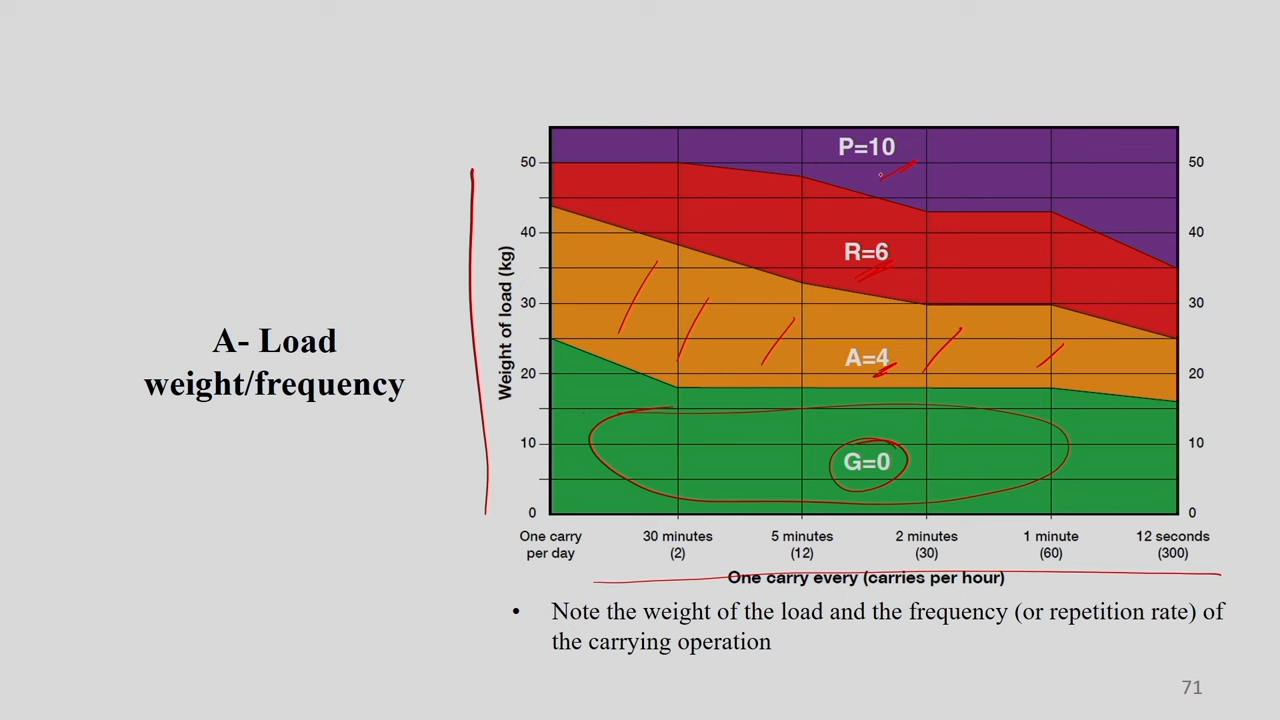 A- Load
weight/frequency
Weight of load (kg)
50
40
30
20
10
0
P=10
R=6
A=4
G=0
50
40
30
20
10
0
One carry
per day
30 minutes
(2)
5 minutes
(12)
2 minutes
(30)
1 minute
(60)
12 seconds
(300)
One carry every (carries per hour)
• Note the weight of the load and the frequency (or repetition rate) of
the carrying operation
71